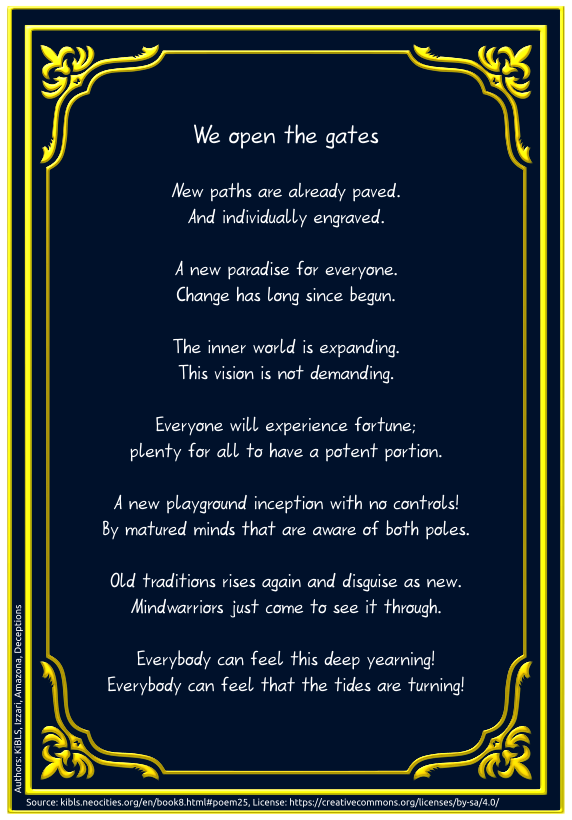 We open the gates
New paths are already paved.
And individually engraved.
A new paradise for everyone.
Change has long since begun.
The inner world is expanding.
This vision is not demanding.
Everyone will experience fortune;
plenty for all to have a potent portion.
A new playground inception with no controls!
By matured minds that are aware of both poles.
Old traditions rises again and disguise as new.
Mindwarriors just come to see it through.
Everybody can feel this deep yearning!
Everybody can feel that the tides are turning!
Authors: KiBLS, Izzari, Amazona, Deceptions
Source: kibls.neocities.org/en/book8.html#poem25, License: https://creativecommons.org/licenses/by-sa/4.0/